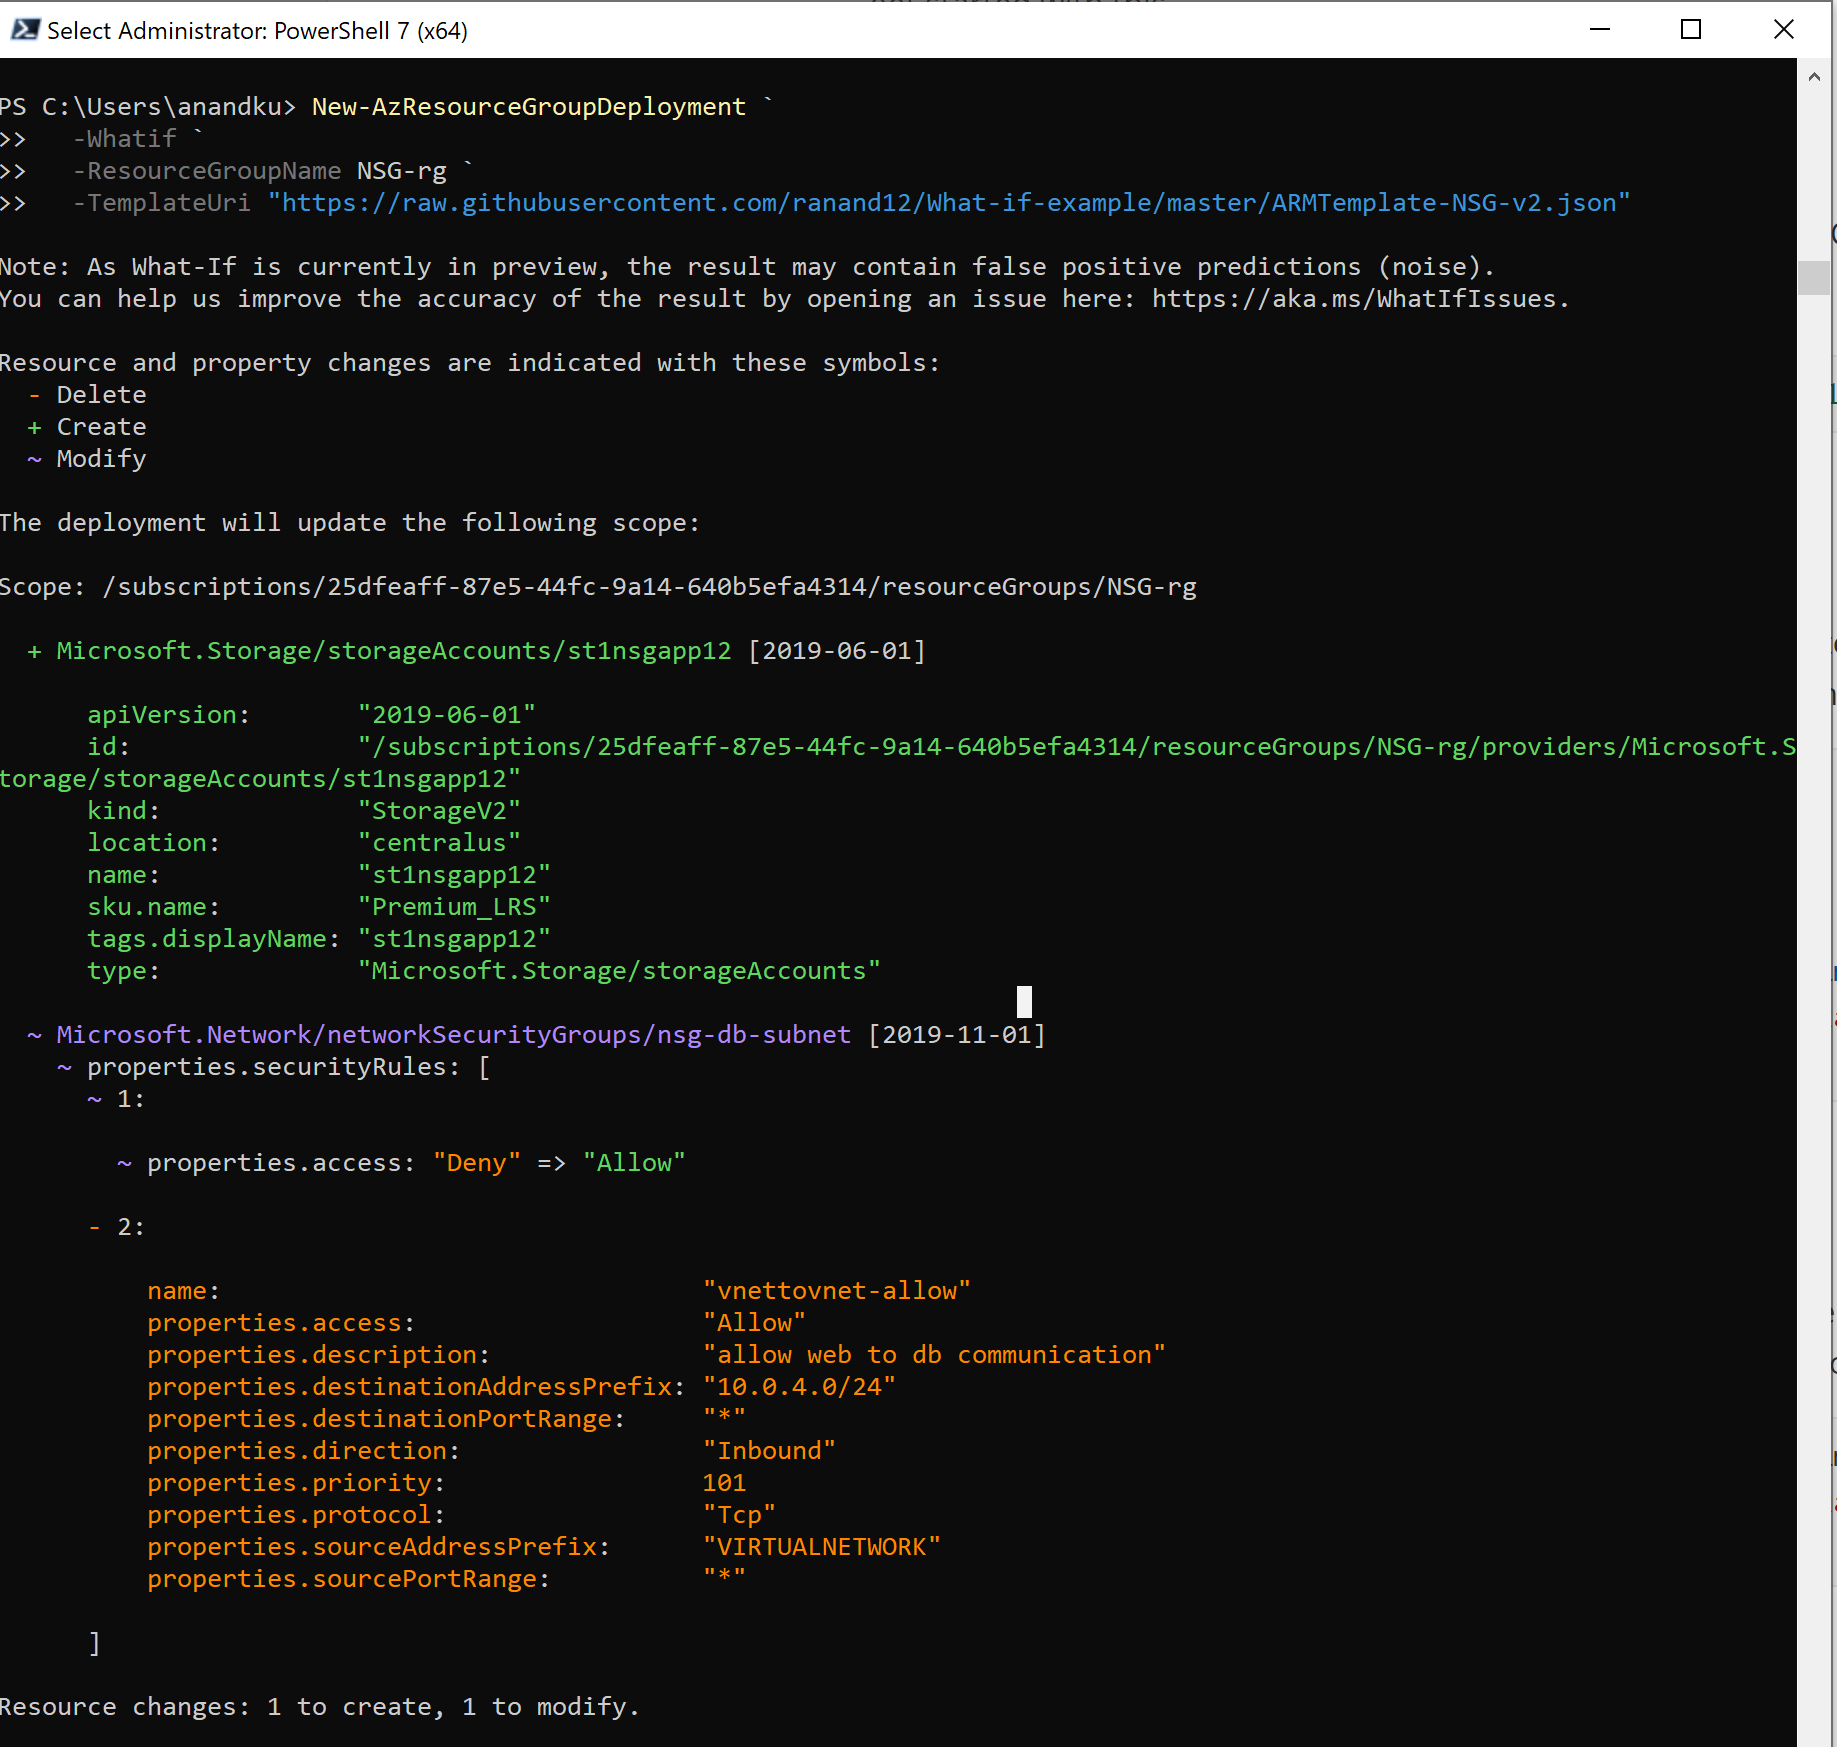 Select Administrator: PowerShell 7 (x64)
PS C:\Users\anandku> New-AzResourceGroupDeployment `
>>   -Whatif `
>>   -ResourceGroupName NSG-rg `
>>   -TemplateUri "https://raw.githubusercontent.com/ranand12/What-if-example/master/ARMTemplate-NSG-v2.json"
Note: As What-If is currently in preview, the result may contain false positive predictions (noise).
You can help us improve the accuracy of the result by opening an issue here: https://aka.ms/WhatIfIssues.
Resource and property changes are indicated with these symbols:
  - Delete
  + Create
  ~ Modify
The deployment will update the following scope:
Scope: /subscriptions/25dfeaff-87e5-44fc-9a14-640b5efa4314/resourceGroups/NSG-rg
  + Microsoft.Storage/storageAccounts/st1nsgapp12 [2019-06-01]
      apiVersion:       "2019-06-01"
      id:               "/subscriptions/25dfeaff-87e5-44fc-9a14-640b5efa4314/resourceGroups/NSG-rg/providers/Microsoft.S
torage/storageAccounts/st1nsgapp12"
      kind:             "StorageV2"
      location:         "centralus"
      name:             "st1nsgapp12"
      sku.name:         "Premium_LRS"
      tags.displayName: "st1nsgapp12"
      type:             "Microsoft.Storage/storageAccounts"
  ~ Microsoft.Network/networkSecurityGroups/nsg-db-subnet [2019-11-01]
    ~ properties.securityRules: [
      ~ 1:
        ~ properties.access: "Deny" => "Allow"
      - 2:
          name:                                "vnettovnet-allow"
          properties.access:                   "Allow"
          properties.description:              "allow web to db communication"
          properties.destinationAddressPrefix: "10.0.4.0/24"
          properties.destinationPortRange:     "*"
          properties.direction:                "Inbound"
          properties.priority:                 101
          properties.protocol:                 "Tcp"
          properties.sourceAddressPrefix:      "VIRTUALNETWORK"
          properties.sourcePortRange:          "*"
      ]
Resource changes: 1 to create, 1 to modify.